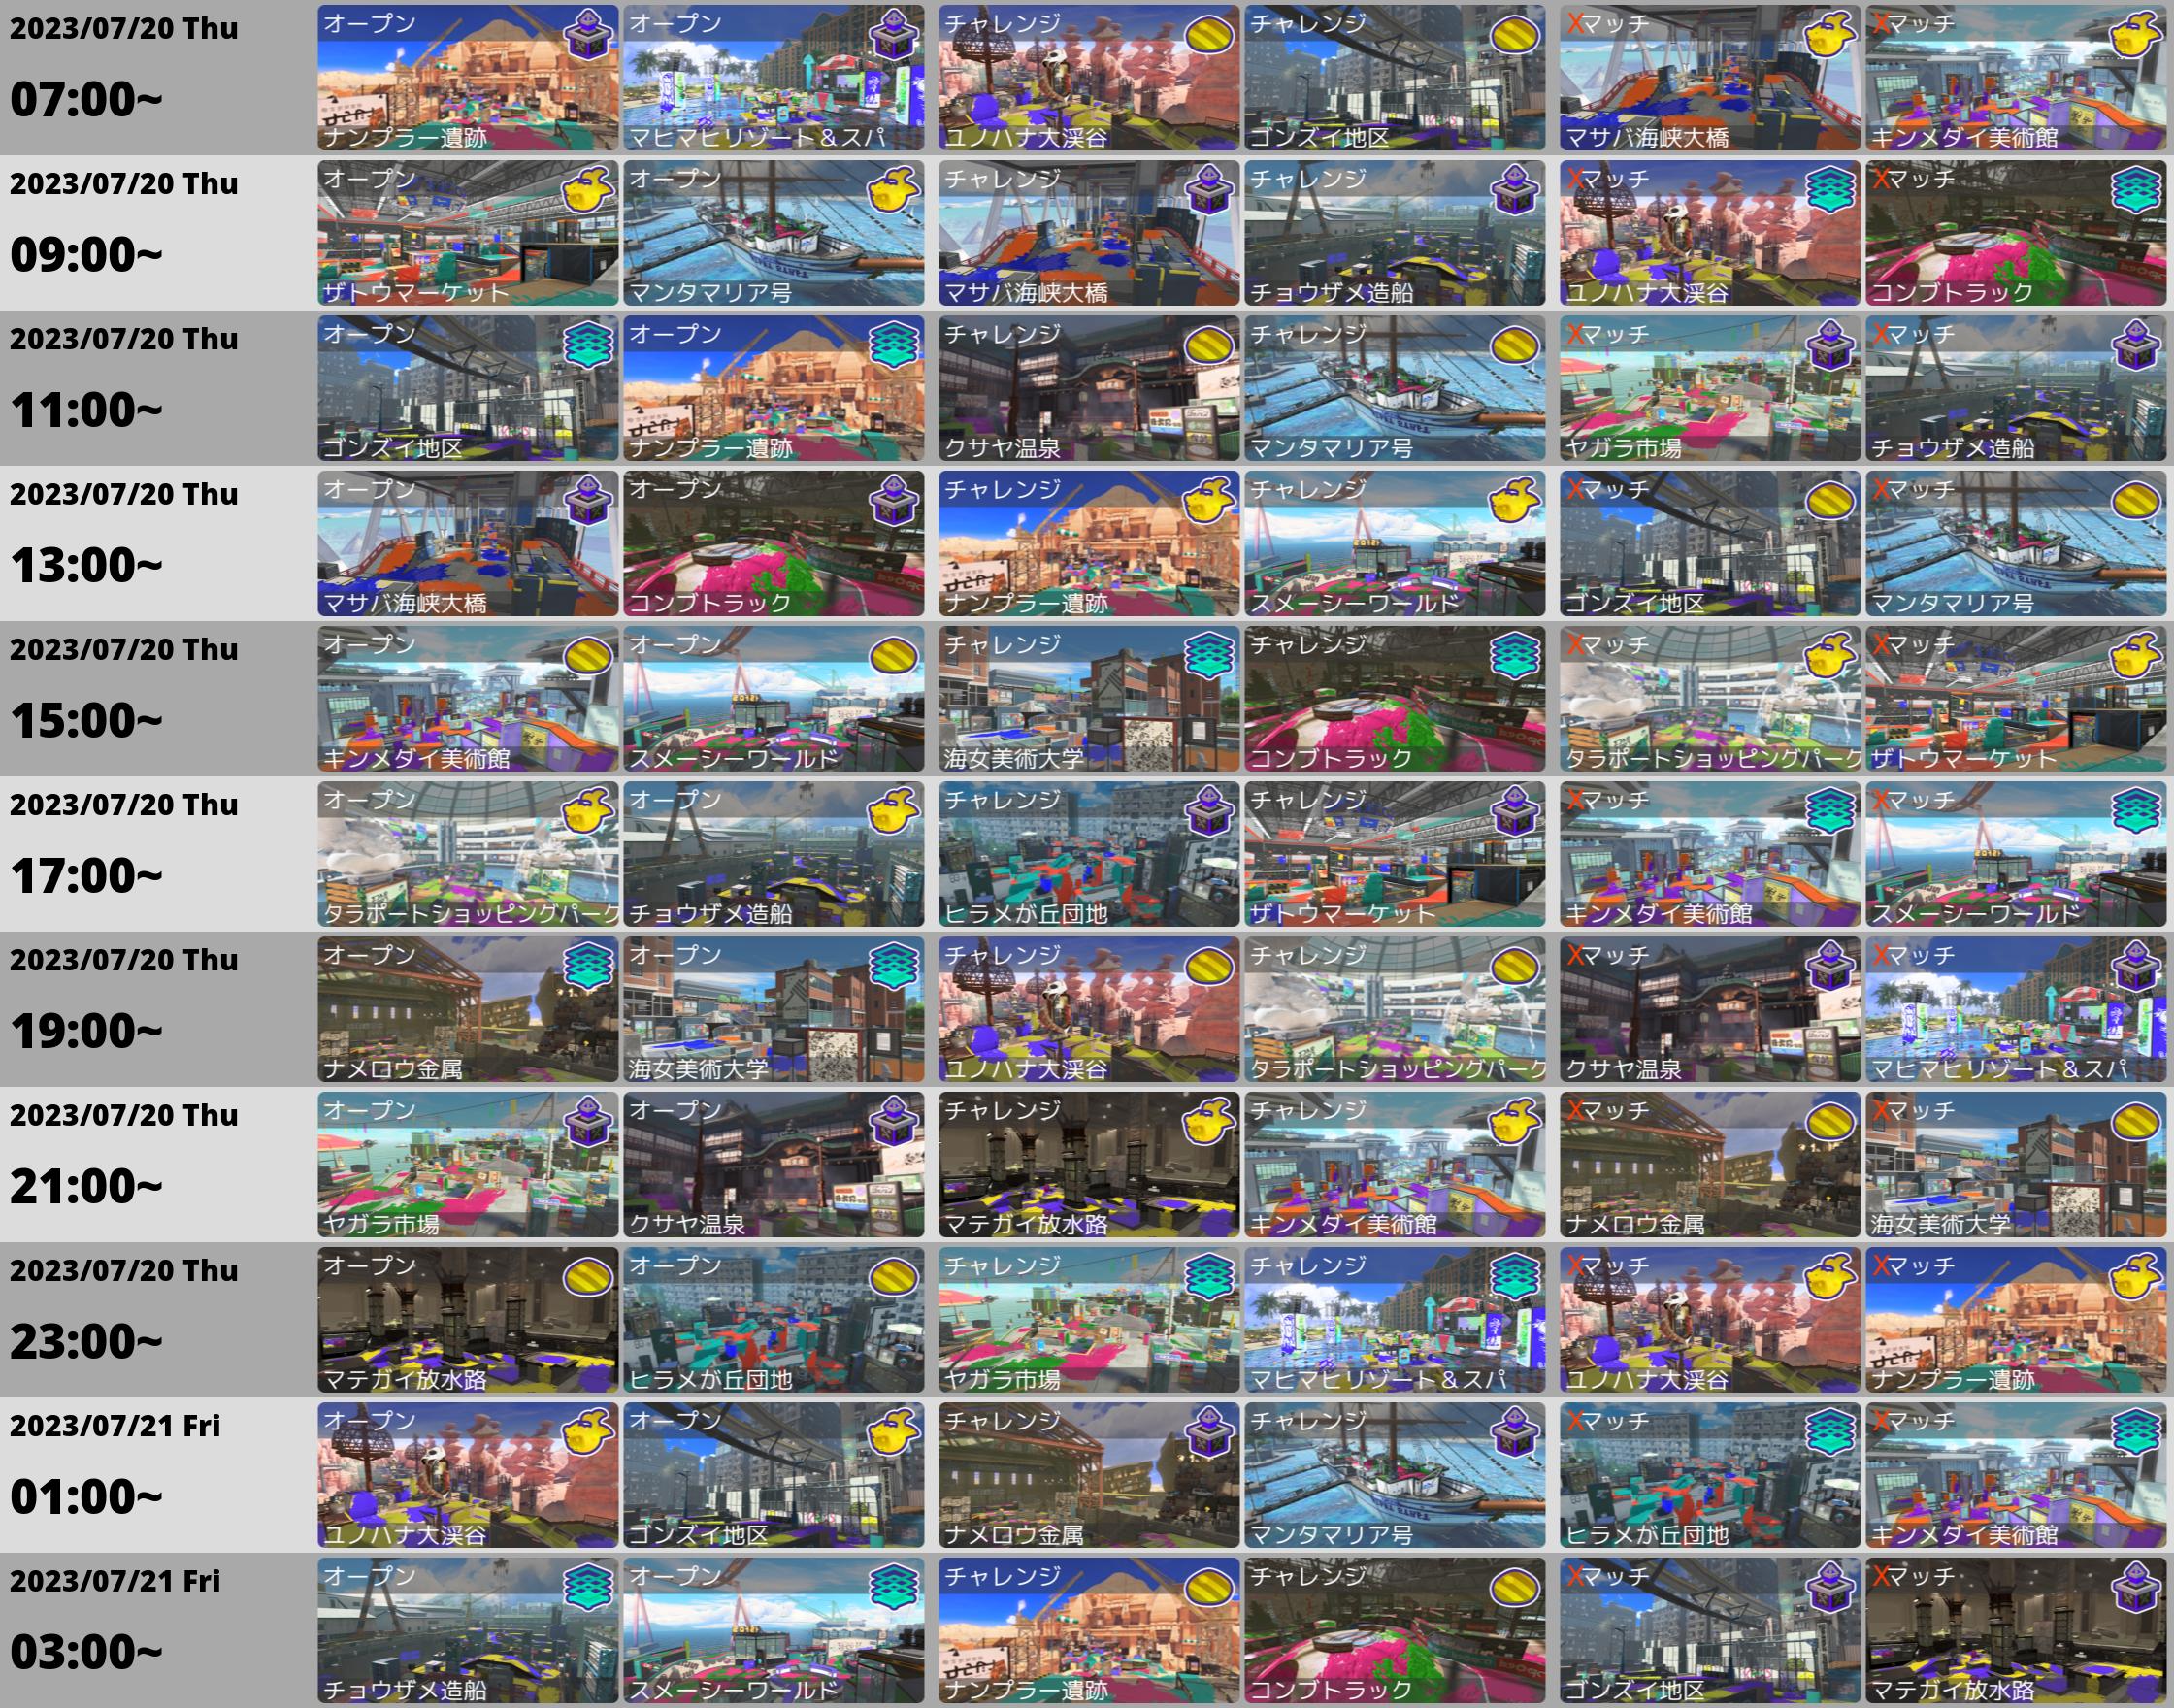 2023/07/20 Thu
07:00~
オープン
ナンプラー遺跡
オープン
マヒマヒリゾート＆スパ
チャレンジ
ユノハナ大渓谷
チャレンジ
ゴンズイ地区
Xマッチ
マサバ海峡大橋
Xマッチ
キンメダイ美術館
2023/07/20 Thu
09:00~
オープン
ザトウマーケット
オープン
マンタマリア号
チャレンジ
マサバ海峡大橋
チャレンジ
チョウザメ造船
Xマッチ
ユノハナ大渓谷
Xマッチ
コンブトラック
2023/07/20 Thu
11:00~
オープン
ゴンズイ地区
オープン
ナンプラー遺跡
チャレンジ
クサヤ温泉
チャレンジ
マンタマリア号
Xマッチ
ヤガラ市場
Xマッチ
チョウザメ造船
2023/07/20 Thu
13:00~
オープン
マサバ海峡大橋
オープン
コンブトラック
チャレンジ
ナンプラー遺跡
チャレンジ
スメーシーワールド
Xマッチ
ゴンズイ地区
Xマッチ
マンタマリア号
2023/07/20 Thu
15:00~
オープン
キンメダイ美術館
オープン
スメーシーワールド
チャレンジ
海女美術大学
チャレンジ
コンブトラック
Xマッチ
タラポートショッピングパーク
Xマッチ
ザトウマーケット
2023/07/20 Thu
17:00~
オープン
タラポートショッピングパーク
オープン
チョウザメ造船
チャレンジ
ヒラメが丘団地
チャレンジ
ザトウマーケット
Xマッチ
キンメダイ美術館
Xマッチ
スメーシーワールド
2023/07/20 Thu
19:00~
オープン
ナメロウ金属
オープン
海女美術大学
チャレンジ
ユノハナ大渓谷
チャレンジ
タラポートショッピングパーク
Xマッチ
クサヤ温泉
Xマッチ
マヒマヒリゾート＆スパ
2023/07/20 Thu
21:00~
オープン
ヤガラ市場
オープン
クサヤ温泉
チャレンジ
マテガイ放水路
チャレンジ
キンメダイ美術館
Xマッチ
ナメロウ金属
Xマッチ
海女美術大学
2023/07/20 Thu
23:00~
オープン
マテガイ放水路
オープン
ヒラメが丘団地
チャレンジ
ヤガラ市場
チャレンジ
マヒマヒリゾート＆スパ
Xマッチ
ユノハナ大渓谷
Xマッチ
ナンプラー遺跡
2023/07/21 Fri
01:00~
オープン
ユノハナ大渓谷
オープン
ゴンズイ地区
チャレンジ
ナメロウ金属
チャレンジ
マンタマリア号
Xマッチ
ヒラメが丘団地
Xマッチ
キンメダイ美術館
2023/07/21 Fri
03:00~
オープン
チョウザメ造船
オープン
スメーシーワールド
チャレンジ
ナンプラー遺跡
チャレンジ
コンブトラック
Xマッチ
ゴンズイ地区
Xマッチ
マテガイ放水路